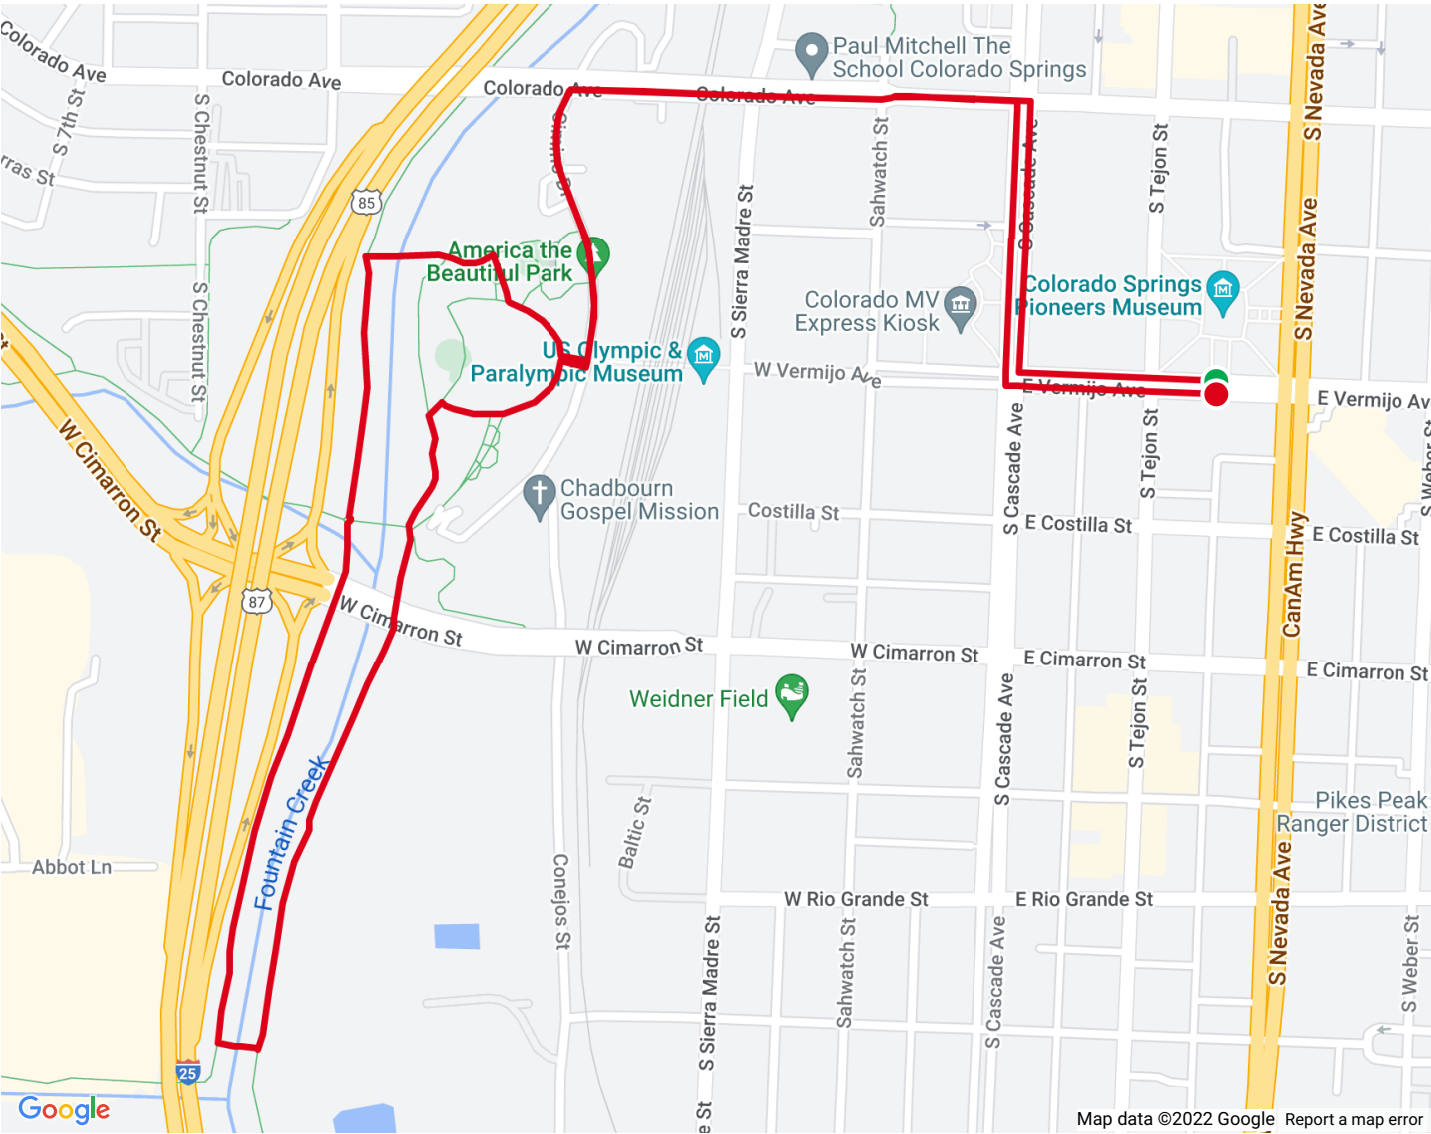 Colorado Ave
Colorado Ave
Colorado Ave
Colorado Ave
Paul Mitchell The
School Colorado Springs
S Nevada Ave
S 7th St
S Chestnut St
Cimino St
Sahwatch St
S Cascade Ave
S Tejon St
85
America the
Beautiful Park
S Sierra Madre St
Colorado MV
Express Kiosk
Colorado Springs
Pioneers Museum
S Nevada Ave
S Chestnut St
US Olympic &
Paralympic Museum
W Vermijo Ave
E Vermijo Ave
E Vermijo Av
W Cimarron St
S Cascade Ave
S Tejon St
S Weber St
Chadbourn
Gospel Mission
Costilla St
E Costilla St
E Costilla St
CanAm Hwy
87
W Cimarron St
W Cimarron St
W Cimarron St
E Cimarron St
E Cimarron St
Weidner Field
Sahwatch St
S Cascade Ave
S Tejon St
Fountain Creek
Baltic St
Pikes Peak
Ranger District
Abbot Ln
Conejos St
W Rio Grande St
E Rio Grande St
S Nevada Ave
S Sierra Madre St
Sahwatch St
S Cascade Ave
S Weber St
25
Google
e St
Map data ©2022 Google
Report a map error